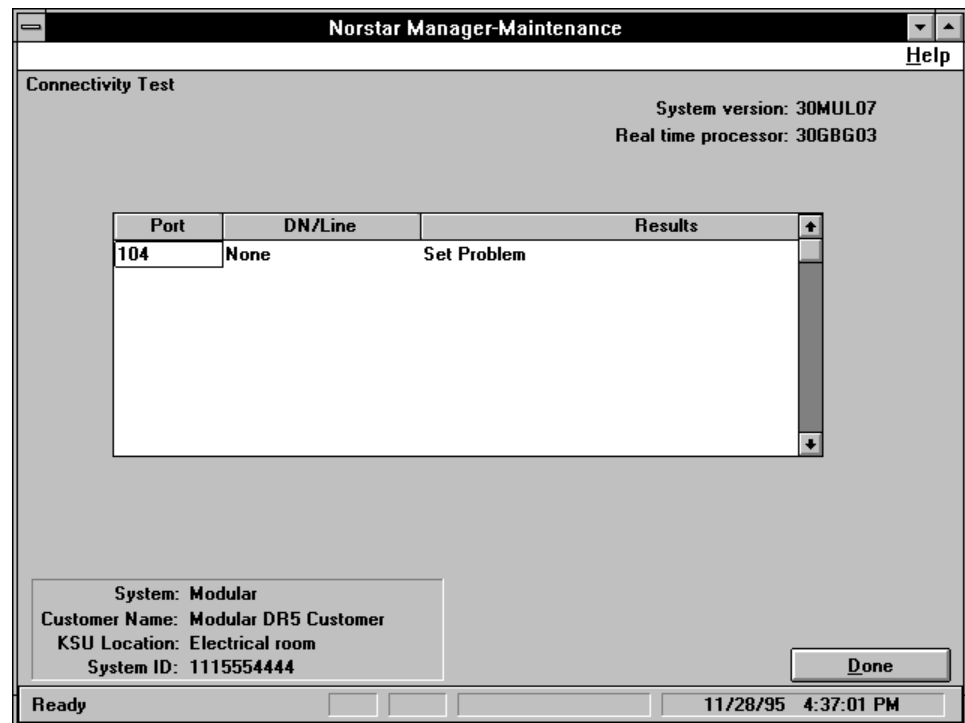 Norstar Manager-Maintenance
Help
Connectivity Test
System version: 30MUL07
Real time processor: 30GBG03
Port DN/Line Results
104 None Set Problem
System: Modular
Customer Name: Modular DR5 Customer
KSU Location: Electrical room
System ID: 1115554444
Done
Ready 11/28/95 4:37:01 PM